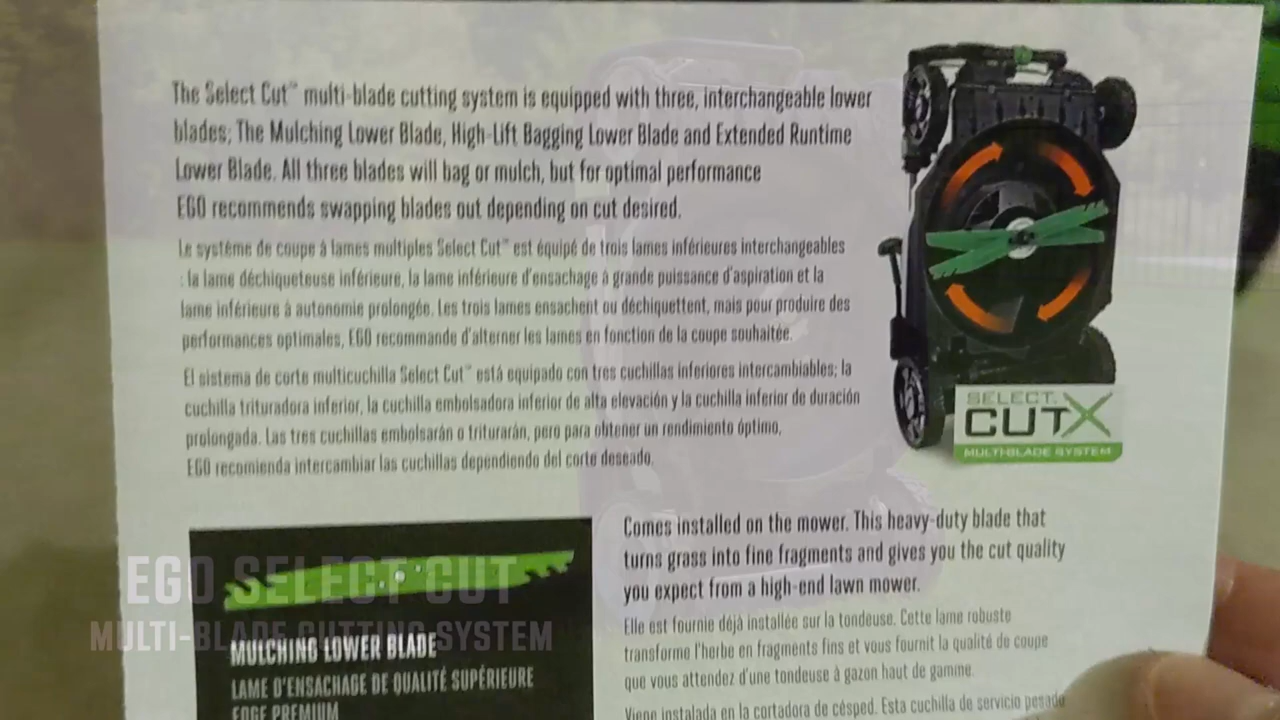 The Select Cut™ multi-blade cutting system is equipped with three, interchangeable lower
blades; The Mulching Lower Blade, High-Lift Bagging Lower Blade and Extended Runtime
Lower Blade. All three blades will bag or mulch, but for optimal performance
EGO recommends swapping blades out depending on cut desired.
Le système de coupe à lames multiples Select Cut™ est équipé de trois lames inférieures interchangeables
: la lame déchiqueteuse inférieure, la lame inférieure d'ensachage à grande puissance d'aspiration et la
lame inférieure à autonomie prolongée. Les trois lames ensachent ou déchiquettent, mais pour produire des
performances optimales, EGO recommande d'alterner les lames en fonction de la coupe souhaitée.
El sistema de corte multicuchilla Select Cut™ está equipado con tres cuchillas inferiores intercambiables; la
cuchilla trituradora inferior, la cuchilla embolsadora inferior de alta elevación y la cuchilla inferior de duración
prolongada. Las tres cuchillas embolsarán o triturarán, pero para obtener un rendimiento óptimo,
EGO recomienda intercambiar las cuchillas dependiendo del corte deseado.
SELECT
CUTX
MULTI-BLADE SYSTEM
EGO SELECT CUT
MULTI-BLADE CUTTING SYSTEM
MULCHING LOWER BLADE
LAME D'ENSACHAGE DE QUALITÉ SUPÉRIEURE
EDGE PREMIUM
Comes installed on the mower. This heavy-duty blade that
turns grass into fine fragments and gives you the cut quality
you expect from a high-end lawn mower.
Elle est fournie déjà installée sur la tondeuse. Cette lame robuste
transforme l'herbe en fragments fins et vous fournit la qualité de coupe
que vous attendez d'une tondeuse à gazon haut de gamme.
Viene instalada en la cortadora de césped. Esta cuchilla de servicio pesado